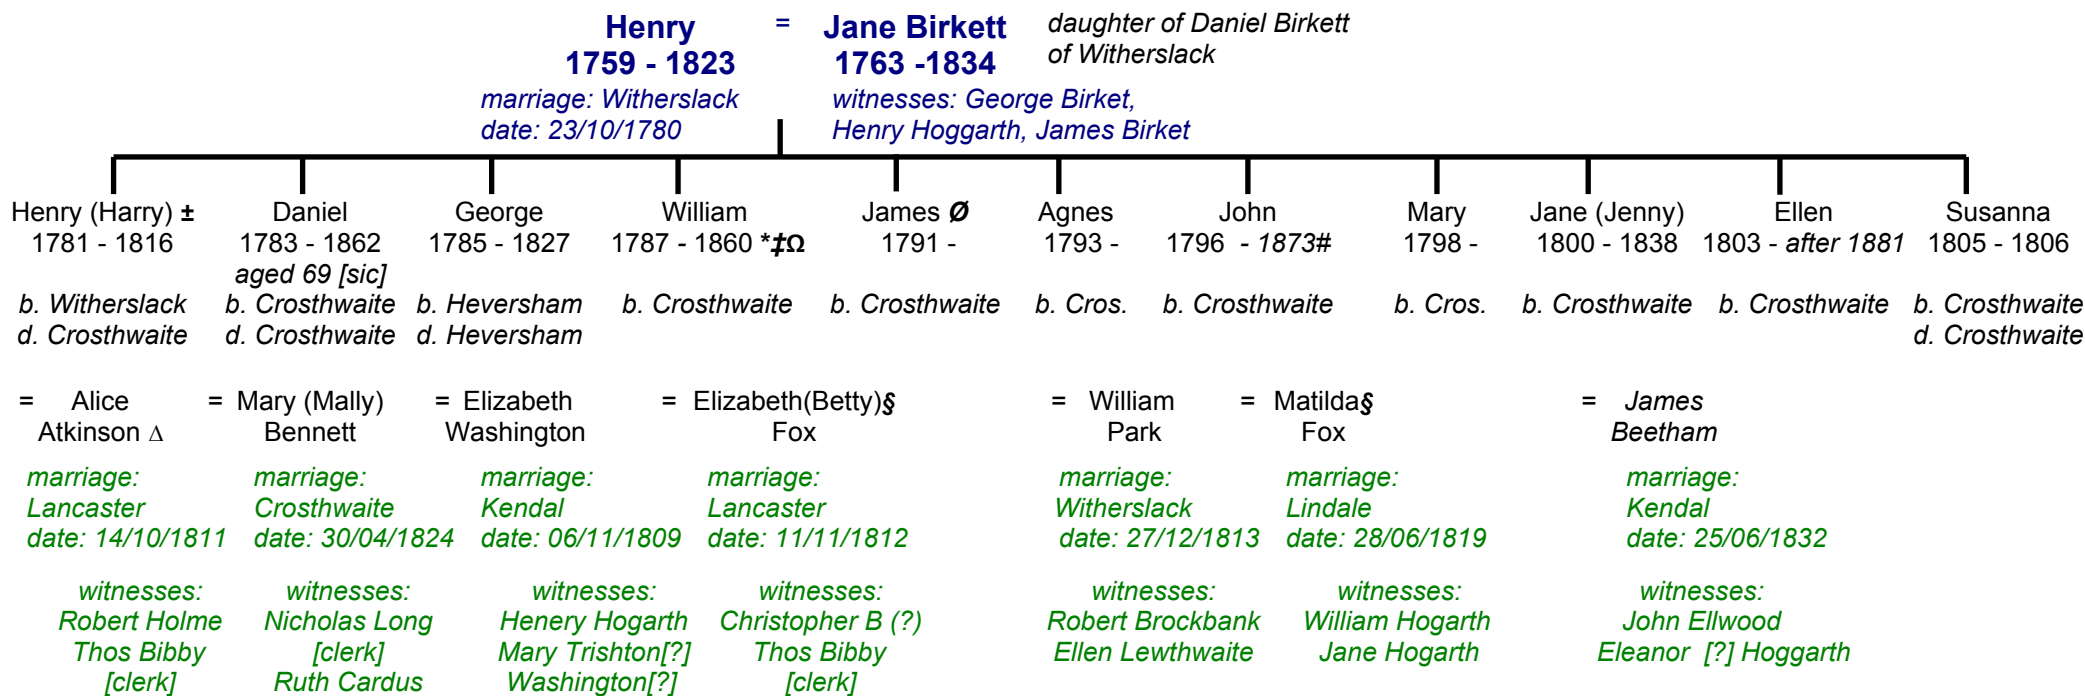 Henry = Jane Birkett daughter of Daniel Birkett
1759 - 1823 1763 -1834 of Witherslack
marriage: Witherslack witnesses: George Birket,
date: 23/10/1780 Henry Hoggarth, James Birket
Henry (Harry) ± Daniel George William James Ø Agnes John Mary Jane (Jenny) Ellen Susanna
1781 - 1816 1783 - 1862 1785 - 1827 1787 - 1860 *‡Ω 1791 - 1793 - 1796 - 1873# 1798 - 1800 - 1838 1803 - after 1881 1805 - 1806
aged 69 [sic]
b. Witherslack b. Crosthwaite b. Heversham b. Crosthwaite b. Crosthwaite b. Cros. b. Crosthwaite b. Cros. b. Crosthwaite b. Crosthwaite b. Crosthwaite
d. Crosthwaite d. Crosthwaite d. Heversham d. Crosthwaite
= Alice = Mary (Mally) = Elizabeth = Elizabeth(Betty)§ = William = Matilda§ = James
Atkinson Δ Bennett Washington Fox Park Fox Beetham
marriage: marriage: marriage: marriage: marriage: marriage: marriage:
Lancaster Crosthwaite Kendal Lancaster Witherslack Lindale Kendal
date: 14/10/1811 date: 30/04/1824 date: 06/11/1809 date: 11/11/1812 date: 27/12/1813 date: 28/06/1819 date: 25/06/1832
witnesses: witnesses: witnesses: witnesses: witnesses: witnesses: witnesses:
Robert Holme Nicholas Long Henery Hogarth Christopher B (?) Robert Brockbank William Hogarth John Ellwood
Thos Bibby [clerk] Mary Trishton[?] Thos Bibby Ellen Lewthwaite Jane Hogarth Eleanor [?] Hoggarth
[clerk] Ruth Cardus Washington[?] [clerk]